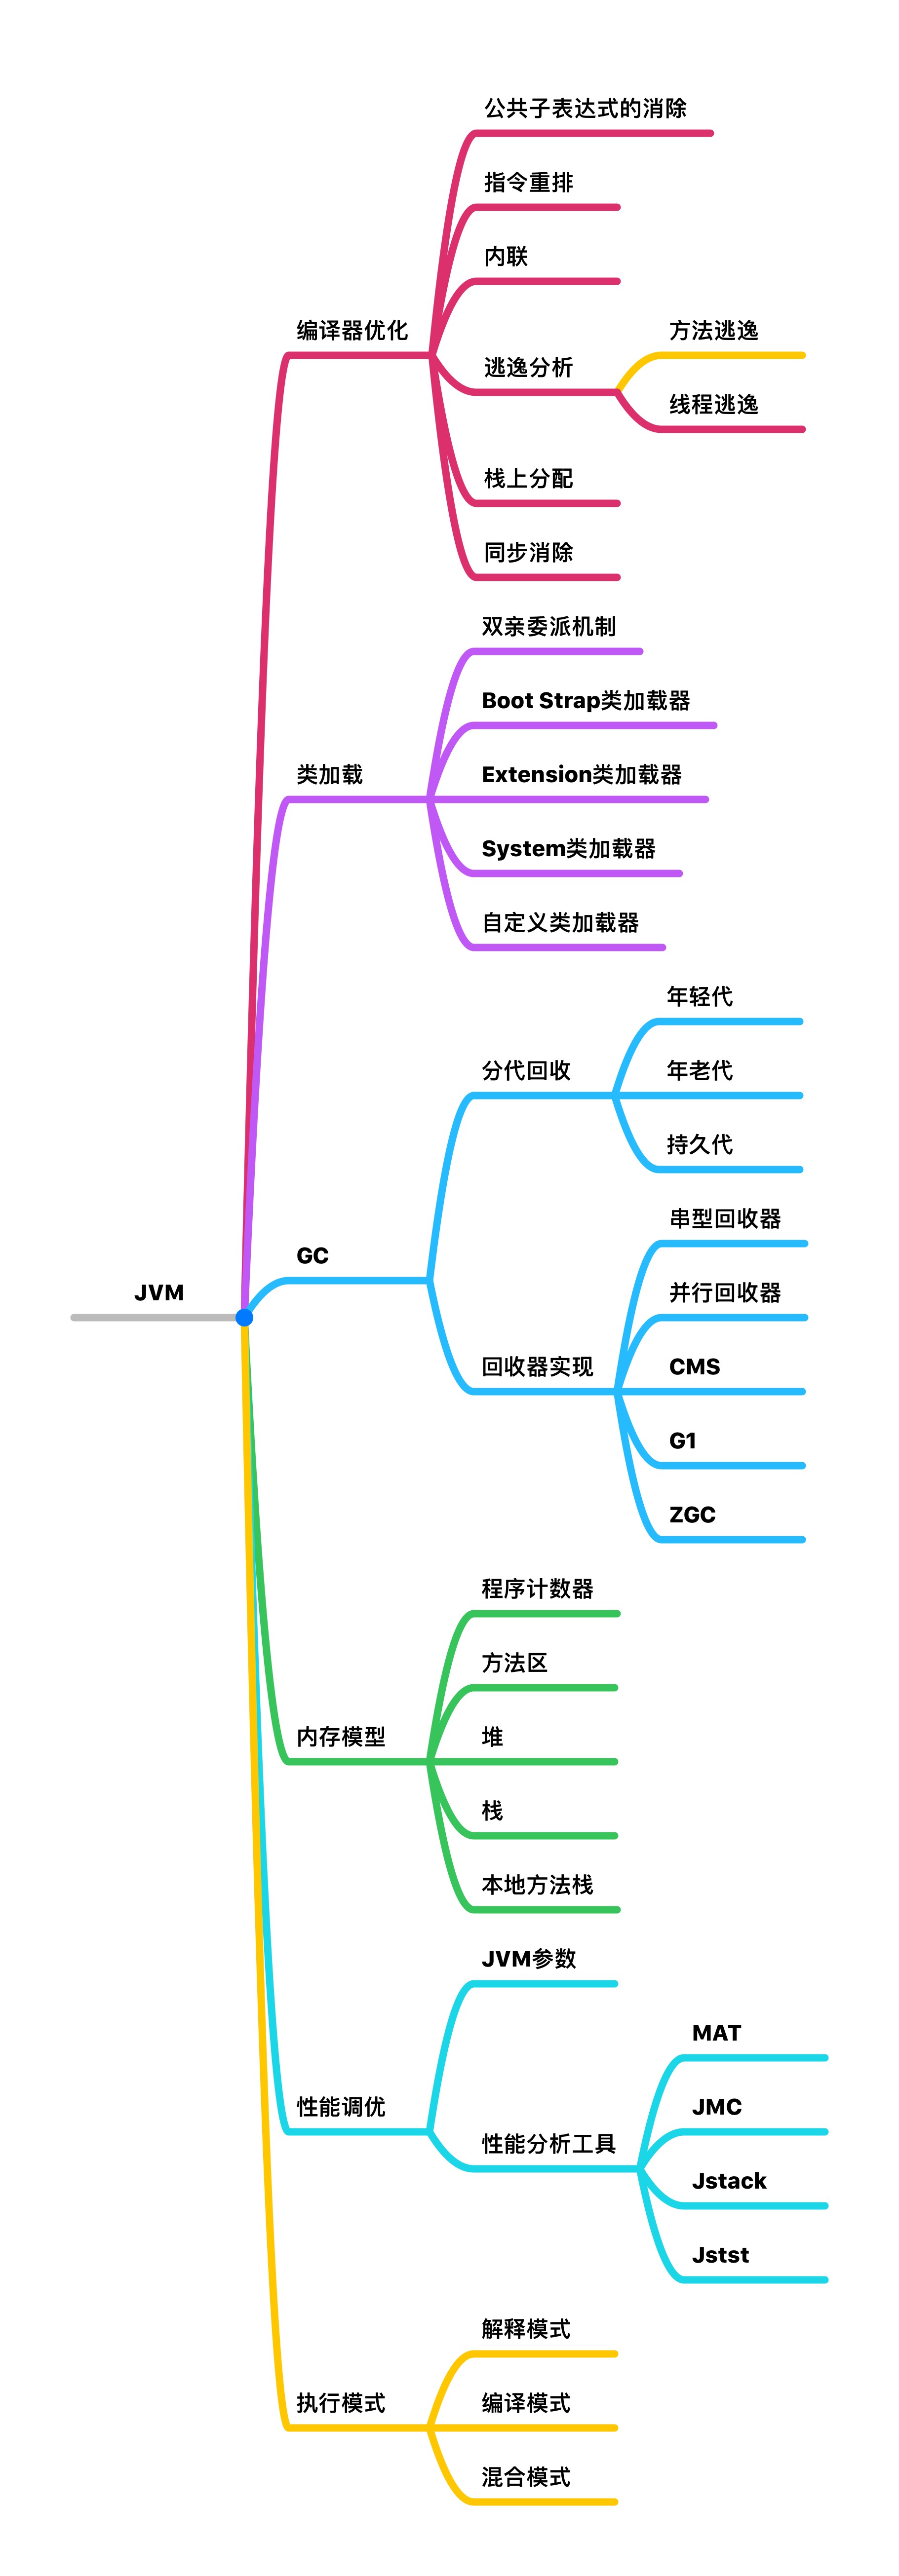 公共子表达式的消除
指令重排
内联
编译器优化
方法逃逸
逃逸分析
线程逃逸
栈上分配
同步消除
双亲委派机制
Boot Strap类加载器
类加载
Extension类加载器
System类加载器
自定义类加载器
年轻代
分代回收
年老代
持久代
串型回收器
GC
JVM
并行回收器
回收器实现
CMS
G1
ZGC
程序计数器
方法区
内存模型
堆
栈
本地方法栈
JVM参数
MAT
性能调优
JMC
性能分析工具
Jstack
Jstst
解释模式
执行模式
编译模式
混合模式